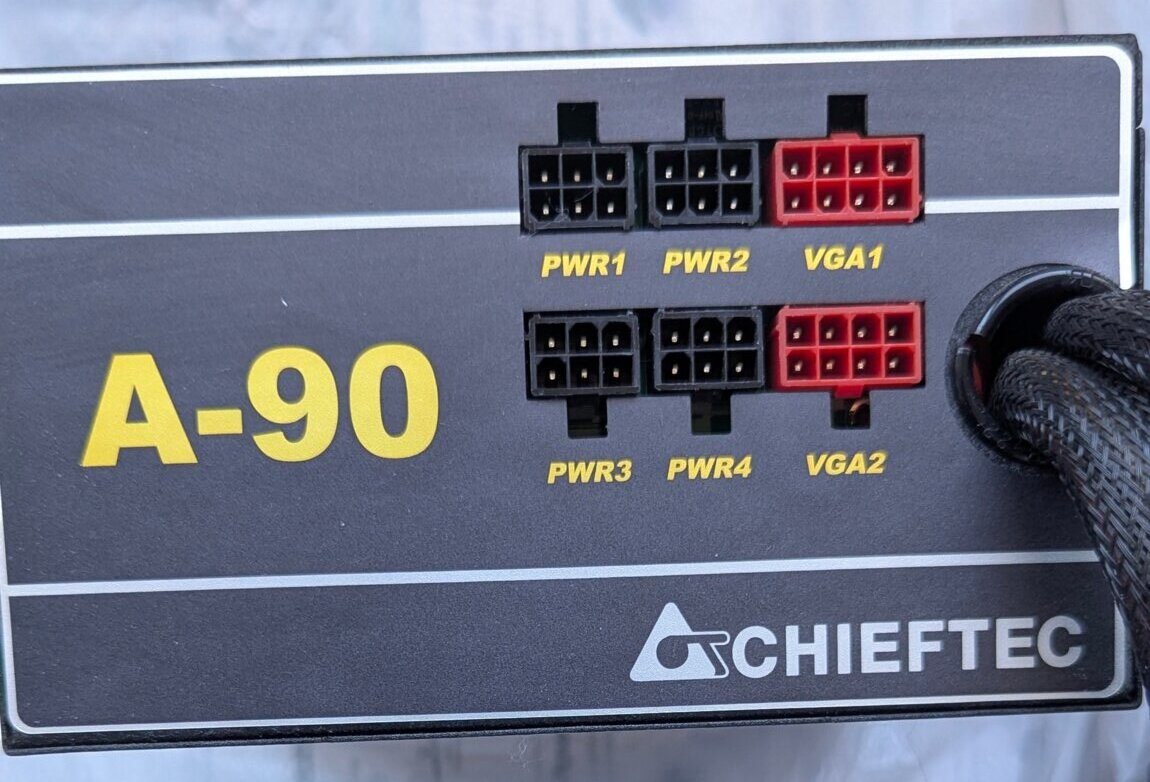 PWR1 PWR2 VGA1
A-90
PWR3 PWR4 VGA2
CHIEFTEC